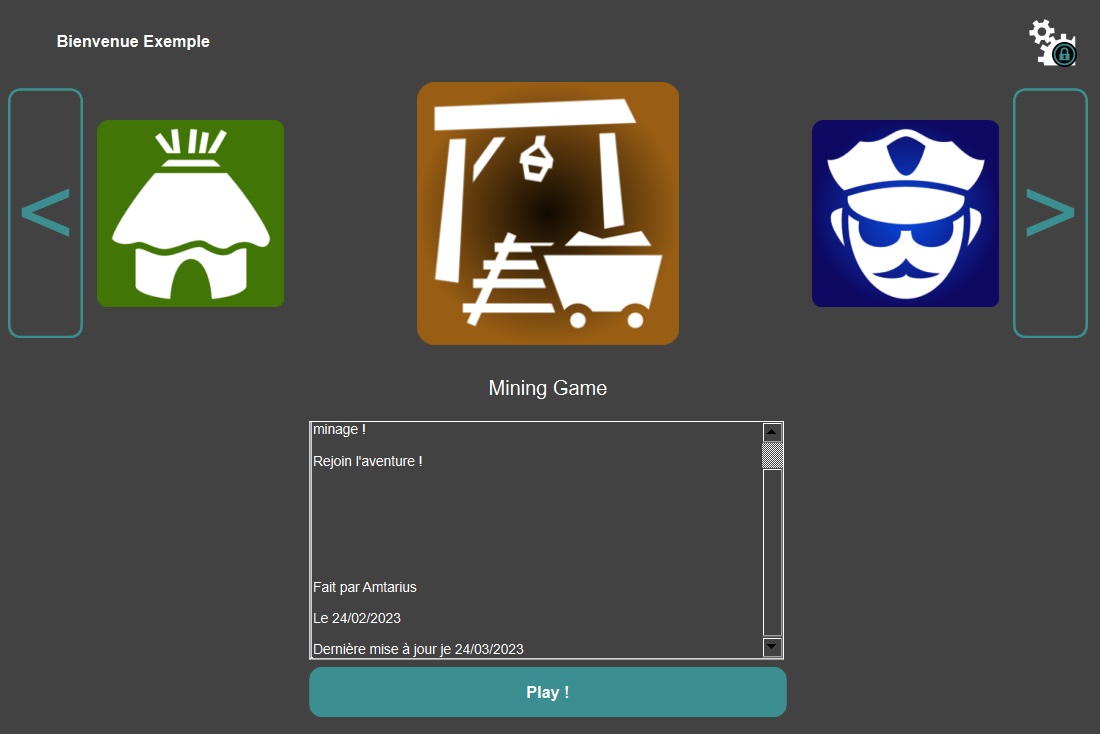 Bienvenue Exemple
<
>
Mining Game
minage !
Rejoin l'aventure !
Fait par Amtarius
Le 24/02/2023
Dernière mise à jour je 24/03/2023
Play !